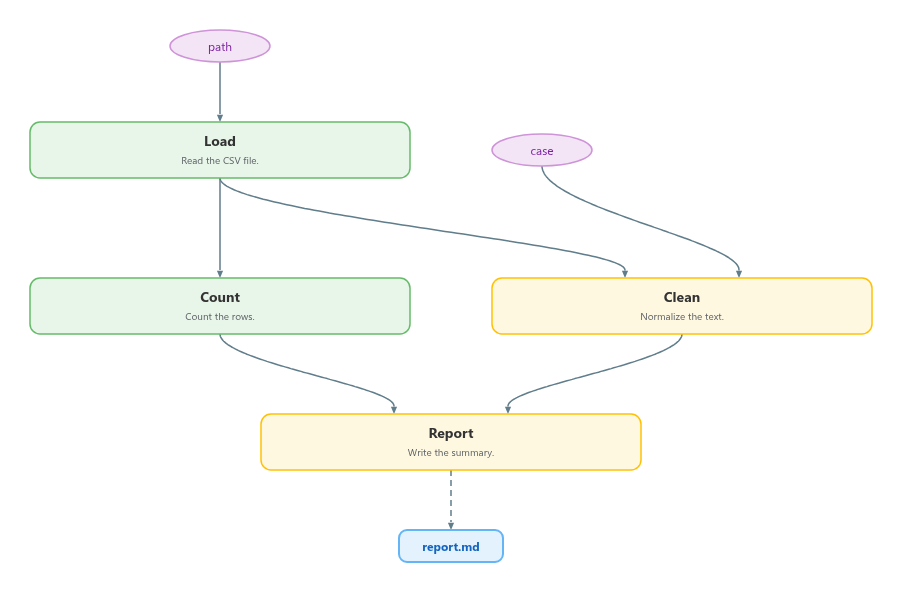 path
Load
Read the CSV file.
case
Count
Count the rows.
Clean
Normalize the text.
Report
Write the summary.
report.md